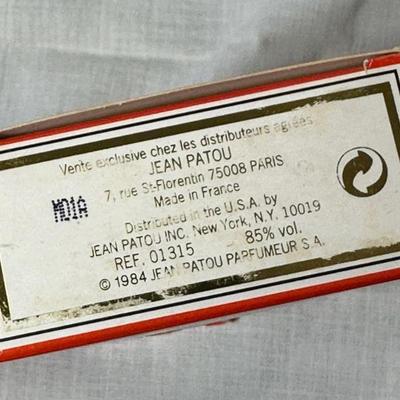 Vente exclusive chez les distributeurs agréés
JEAN PATOU
7, rue St-Florentin 75008 PARIS
Made in France
MD1A
Distributed in the U.S.A. by
JEAN PATOU INC. New York, N.Y. 10019
REF. 01315 85% vol.
© 1984 JEAN PATOU PARFUMEUR S.A.